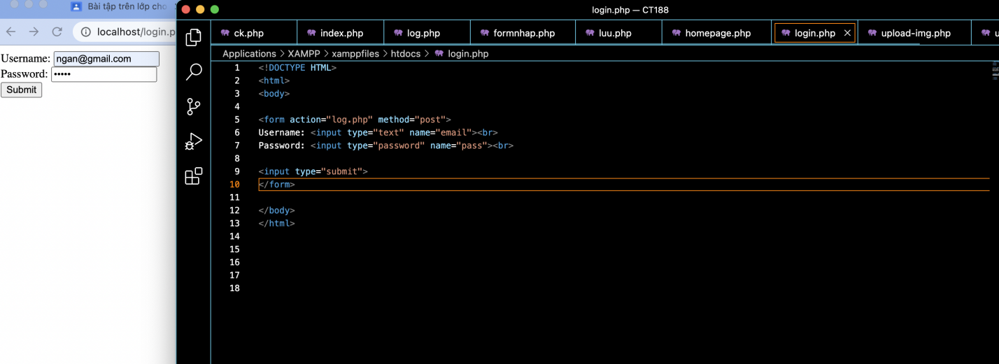 Bài tập trên lớp cho
localhost/login.p
Username: ngan@gmail.com
Password: •••••
Submit
login.php — CT188
ck.php index.php log.php formnhap.php luu.php homepage.php login.php upload-img.php u
Applications > XAMPP > xamppfiles > htdocs > login.php
1 <!DOCTYPE HTML>
2 <html>
3 <body>
4
5 <form action="log.php" method="post">
6 Username: <input type="text" name="email"><br>
7 Password: <input type="password" name="pass"><br>
8
9 <input type="submit">
10 </form>
11
12 </body>
13 </html>
14
15
16
17
18